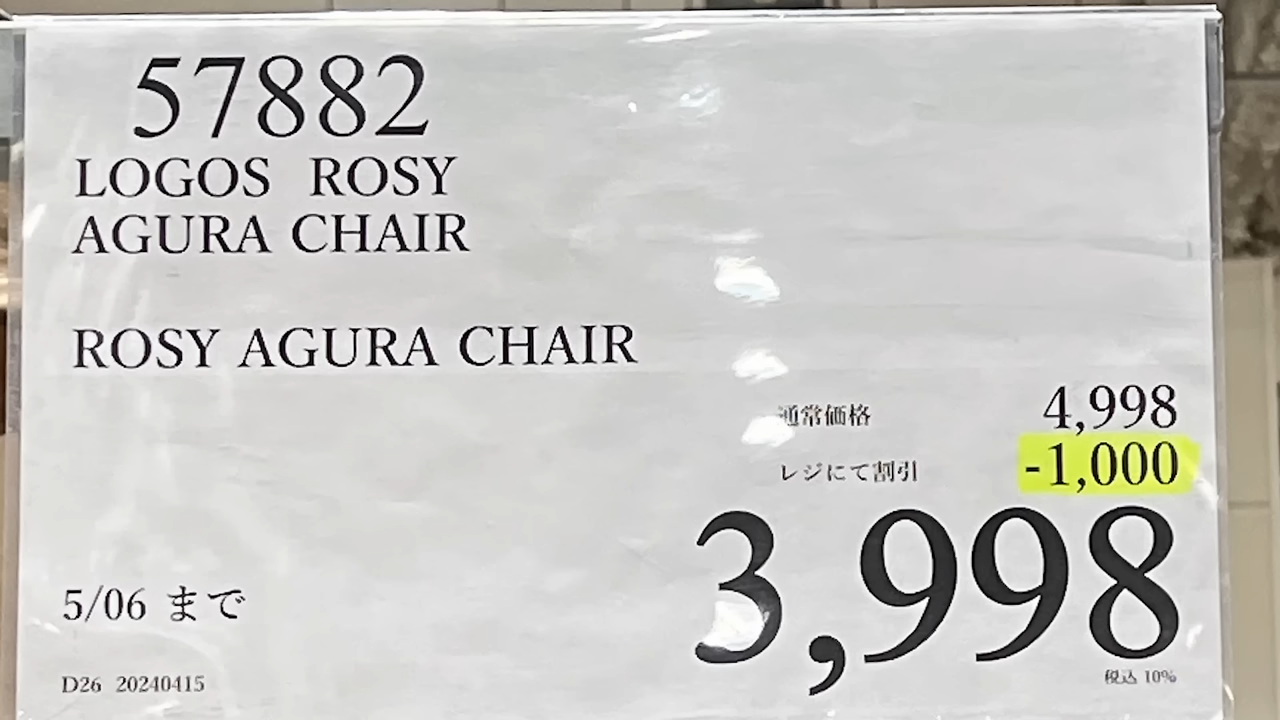 57882
LOGOS ROSY
AGURA CHAIR
ROSY AGURA CHAIR
通常価格 4,998
レジにて割引 -1,000
3,998
税込 10%
5/06 まで
D26 20240415